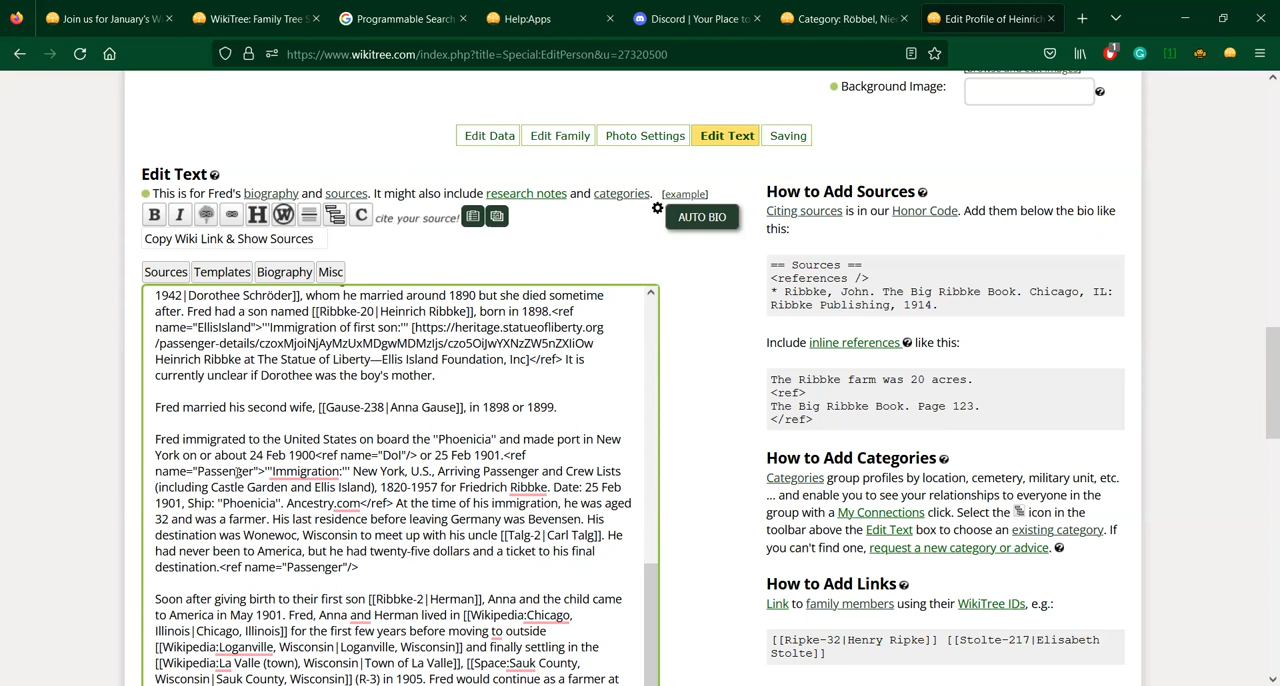 Join us for January's W
WikiTree: Family Tree S
Programmable Search
Help:Apps
Discord | Your Place to
Category: Röbbel, Nie
Edit Profile of Heinrich
https://www.wikitree.com/index.php?title=Special:EditPerson&u=27320500
Background Image:
Edit Data
Edit Family
Photo Settings
Edit Text
Saving
Edit Text
This is for Fred's biography and sources. It might also include research notes and categories. [example]
B I H W C cite your source!
AUTO BIO
Copy Wiki Link & Show Sources
Sources Templates Biography Misc
1942|Dorothee Schröder]], whom he married around 1890 but she died sometime
after. Fred had a son named [[Ribbke-20|Heinrich Ribbke]], born in 1898.<ref
name="EllisIsland">'''Immigration of first son:''' [https://heritage.statueofliberty.org
/passenger-details/czoxMjoiNjAyMzUxMDgwMDMzIjs/czo5OiJwYXNzZW5nZXIiOw
Heinrich Ribbke at The Statue of Liberty—Ellis Island Foundation, Inc]</ref> It is
currently unclear if Dorothee was the boy's mother.
Fred married his second wife, [[Gause-238|Anna Gause]], in 1898 or 1899.
Fred immigrated to the United States on board the ''Phoenicia'' and made port in New
York on or about 24 Feb 1900<ref name="DoI"/> or 25 Feb 1901.<ref
name="Passenger">'''Immigration:''' New York, U.S., Arriving Passenger and Crew Lists
(including Castle Garden and Ellis Island), 1820-1957 for Friedrich Ribbke. Date: 25 Feb
1901, Ship: ''Phoenicia''. Ancestry.com</ref> At the time of his immigration, he was aged
32 and was a farmer. His last residence before leaving Germany was Bevensen. His
destination was Wonewoc, Wisconsin to meet up with his uncle [[Talg-2|Carl Talg]]. He
had never been to America, but he had twenty-five dollars and a ticket to his final
destination.<ref name="Passenger"/>
Soon after giving birth to their first son [[Ribbke-2|Herman]], Anna and the child came
to America in May 1901. Fred, Anna and Herman lived in [[Wikipedia:Chicago,
Illinois|Chicago, Illinois]] for the first few years before moving to outside
[[Wikipedia:Loganville, Wisconsin|Loganville, Wisconsin]] and finally settling in the
[[Wikipedia:La Valle (town), Wisconsin|Town of La Valle]], [[Space:Sauk County,
Wisconsin|Sauk County, Wisconsin]] (R-3) in 1905. Fred would continue as a farmer at
How to Add Sources
Citing sources is in our Honor Code. Add them below the bio like
this:
== Sources ==
<references />
* Ribbke, John. The Big Ribbke Book. Chicago, IL:
Ribbke Publishing, 1914.
Include inline references like this:
The Ribbke farm was 20 acres.
<ref>
The Big Ribbke Book. Page 123.
</ref>
How to Add Categories
Categories group profiles by location, cemetery, military unit, etc.
... and enable you to see your relationships to everyone in the
group with a My Connections click. Select the icon in the
toolbar above the Edit Text box to choose an existing category. If
you can't find one, request a new category or advice.
How to Add Links
Link to family members using their WikiTree IDs, e.g.:
[[Ripke-32|Henry Ripke]] [[Stolte-217|Elisabeth
Stolte]]